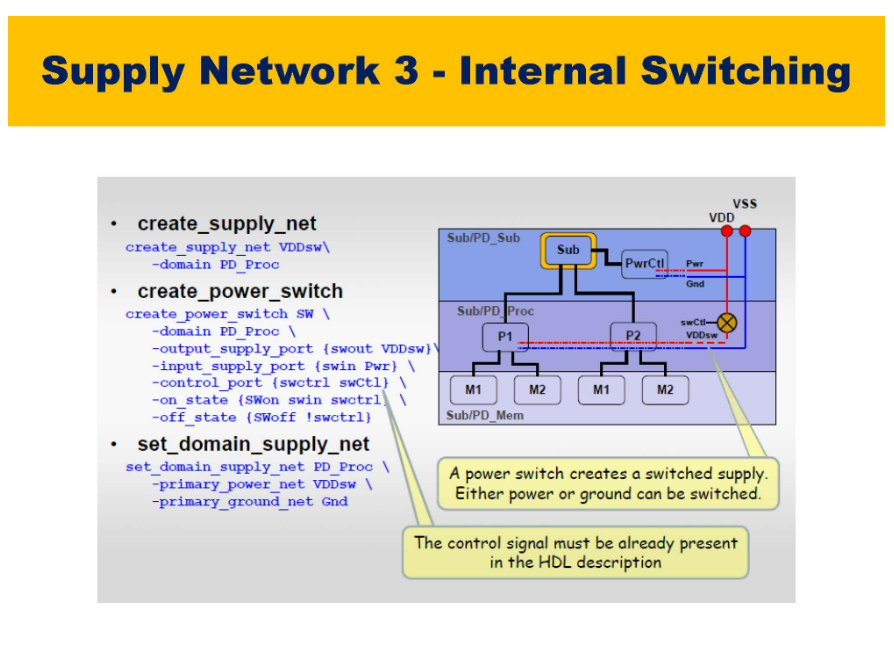 Supply Network 3 - Internal Switching
• create_supply_net
create_supply_net VDDsw\
-domain PD_Proc
• create_power_switch
create_power_switch SW \
-domain PD_Proc \
-output_supply_port {swout VDDsw}\
-input_supply_port {swin Pwr} \
-control_port {swctrl swCtl} \
-on_state {SWon swin swctrl} \
-off_state {SWoff !swctrl}
• set_domain_supply_net
set_domain_supply_net PD_Proc \
-primary_power_net VDDsw \
-primary_ground_net Gnd
VSS
VDD
Sub/PD_Sub
Sub
PwrCtl
Pwr
Gnd
Sub/PD_Proc
swCtl
VDDsw
P1
P2
M1
M2
M1
M2
Sub/PD_Mem
A power switch creates a switched supply.
Either power or ground can be switched.
The control signal must be already present
in the HDL description